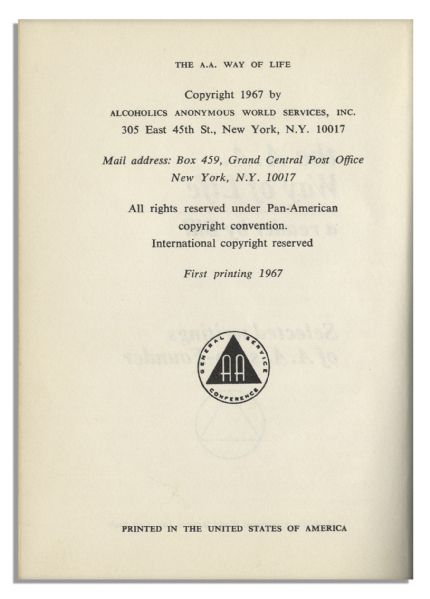 THE A.A. WAY OF LIFE
Copyright 1967 by
ALCOHOLICS ANONYMOUS WORLD SERVICES, INC.
305 East 45th St., New York, N.Y. 10017
Mail address: Box 459, Grand Central Post Office
New York, N.Y. 10017
All rights reserved under Pan-American
copyright convention.
International copyright reserved
First printing 1967
GENERAL SERVICE
AA
CONFERENCE
PRINTED IN THE UNITED STATES OF AMERICA